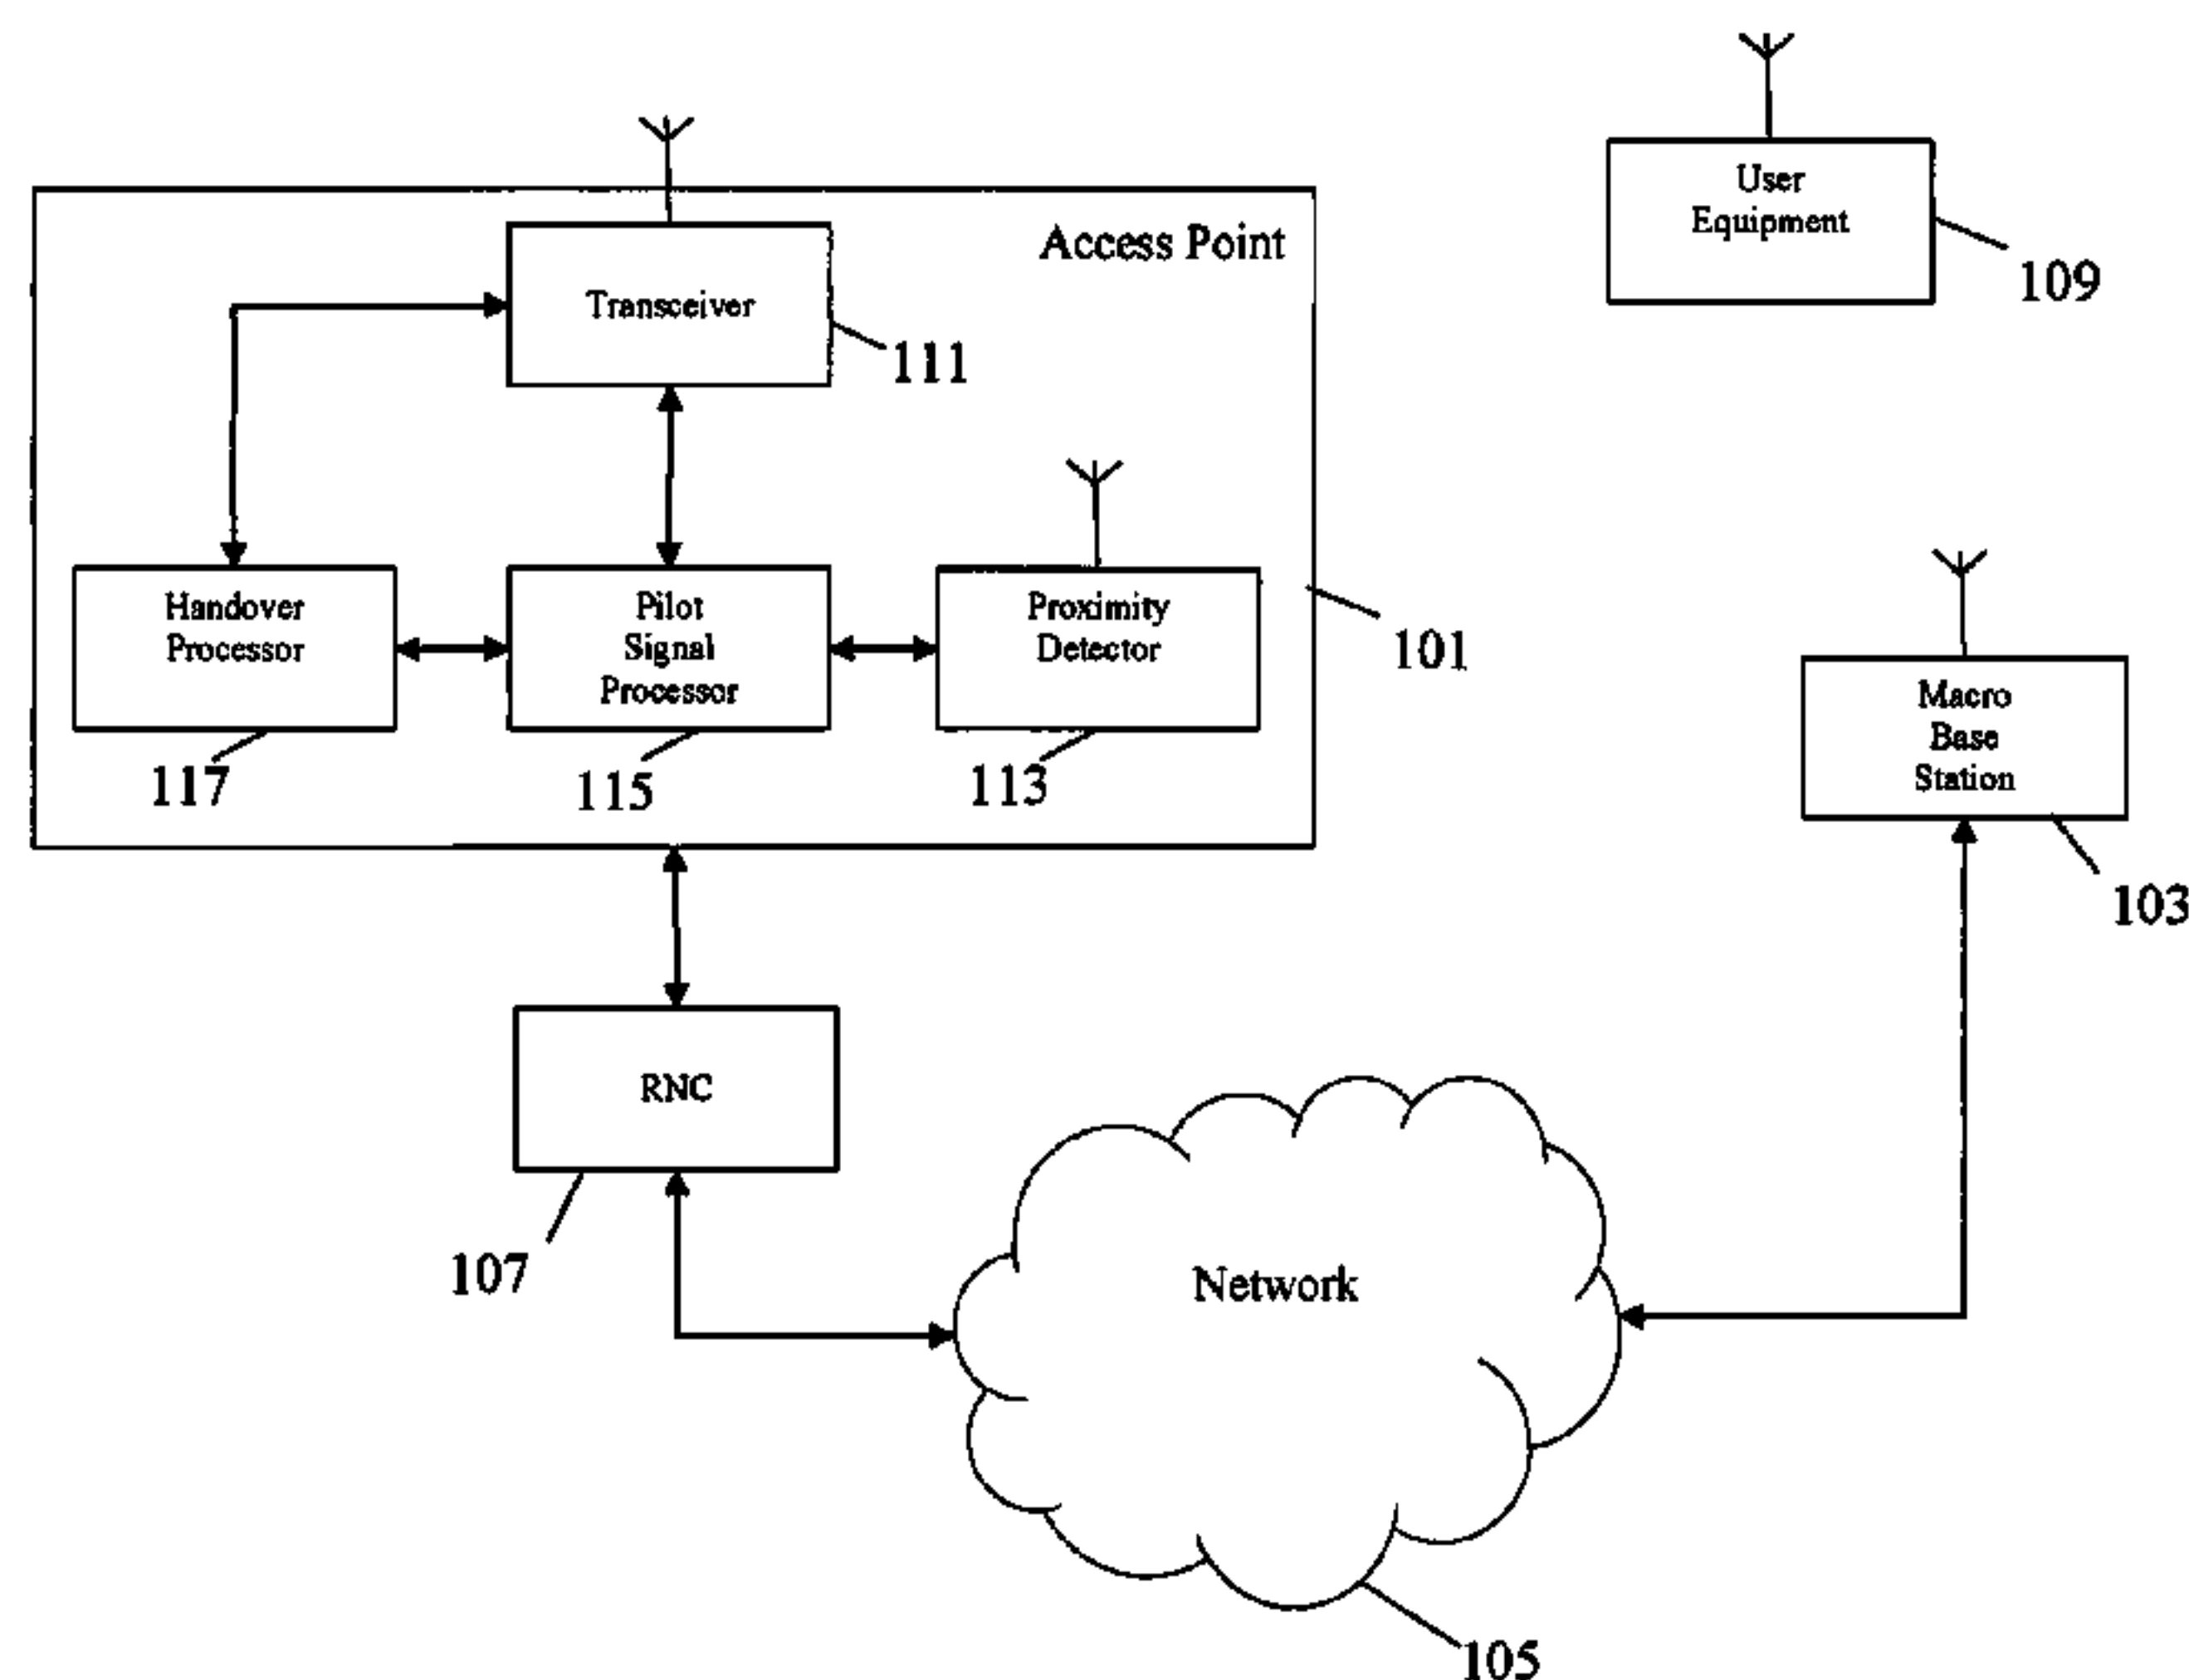 User
Equipment
109
Access Point
Transceiver
111
Handover
Processor
117
Pilot
Signal
Processor
115
Proximity
Detector
113
101
Macro
Base
Station
103
RNC
107
Network
105